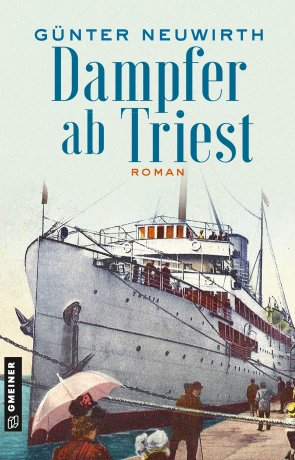 GÜNTER NEUWIRTH
Dampfer
ab Triest
ROMAN
GMEINER